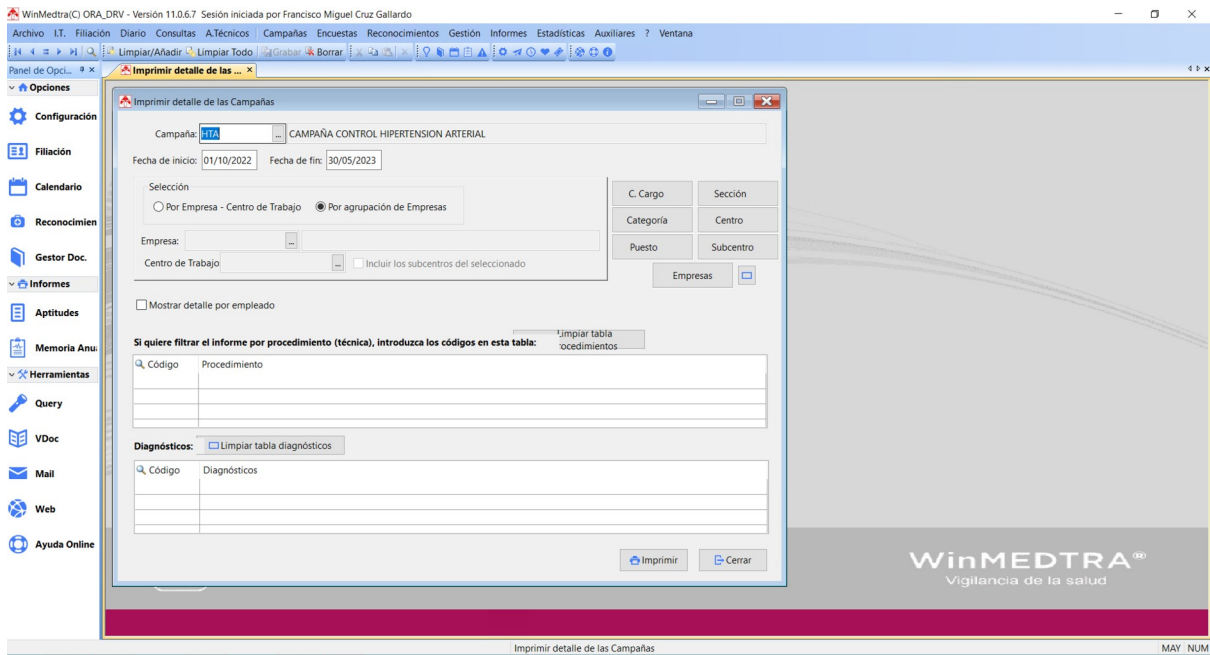 WinMedtra(C) ORA_DRV - Versión 11.0.6.7 Sesión iniciada por Francisco Miguel Cruz Gallardo
Archivo I.T. Filiación Diario Consultas A.Técnicos Campañas Encuestas Reconocimientos Gestión Informes Estadísticas Auxiliares ? Ventana
Limpiar/Añadir Limpiar Todo Grabar Borrar
Panel de Opci...
Imprimir detalle de las ...
Opciones
Configuración
Filiación
Calendario
Reconocimien
Gestor Doc.
Informes
Aptitudes
Memoria Anu
Herramientas
Query
VDoc
Mail
Web
Ayuda Online
Imprimir detalle de las Campañas
Campaña: HTA ... CAMPAÑA CONTROL HIPERTENSION ARTERIAL
Fecha de inicio: 01/10/2022 Fecha de fin: 30/05/2023
Selección
Por Empresa - Centro de Trabajo Por agrupación de Empresas
Empresa: ...
Centro de Trabajo ... Incluir los subcentros del seleccionado
C. Cargo Sección
Categoría Centro
Puesto Subcentro
Empresas
Mostrar detalle por empleado
Si quiere filtrar el informe por procedimiento (técnica), introduzca los códigos en esta tabla:
Limpiar tabla
rocedimientos
Código Procedimiento
Diagnósticos: Limpiar tabla diagnósticos
Código Diagnósticos
Imprimir Cerrar
WinMEDTRA®
Vigilancia de la salud
Imprimir detalle de las Campañas MAY NUM